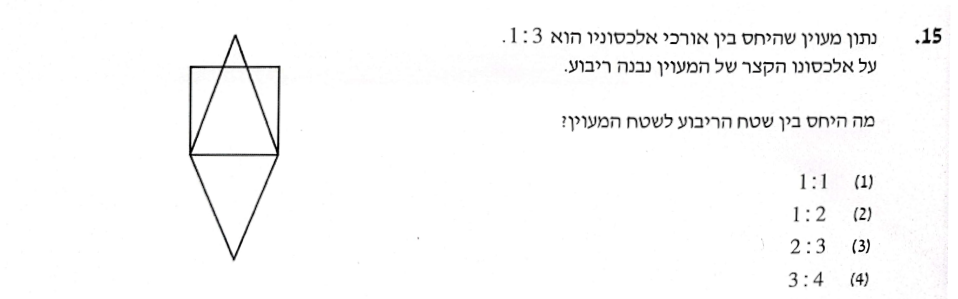 15. נתון מעוין שהיחס בין אורכי אלכסוניו הוא 1:3.
על אלכסונו הקצר של המעוין נבנה ריבוע.
מה היחס בין שטח הריבוע לשטח המעוין?
(1) 1:1
(2) 1:2
(3) 2:3
(4) 3:4